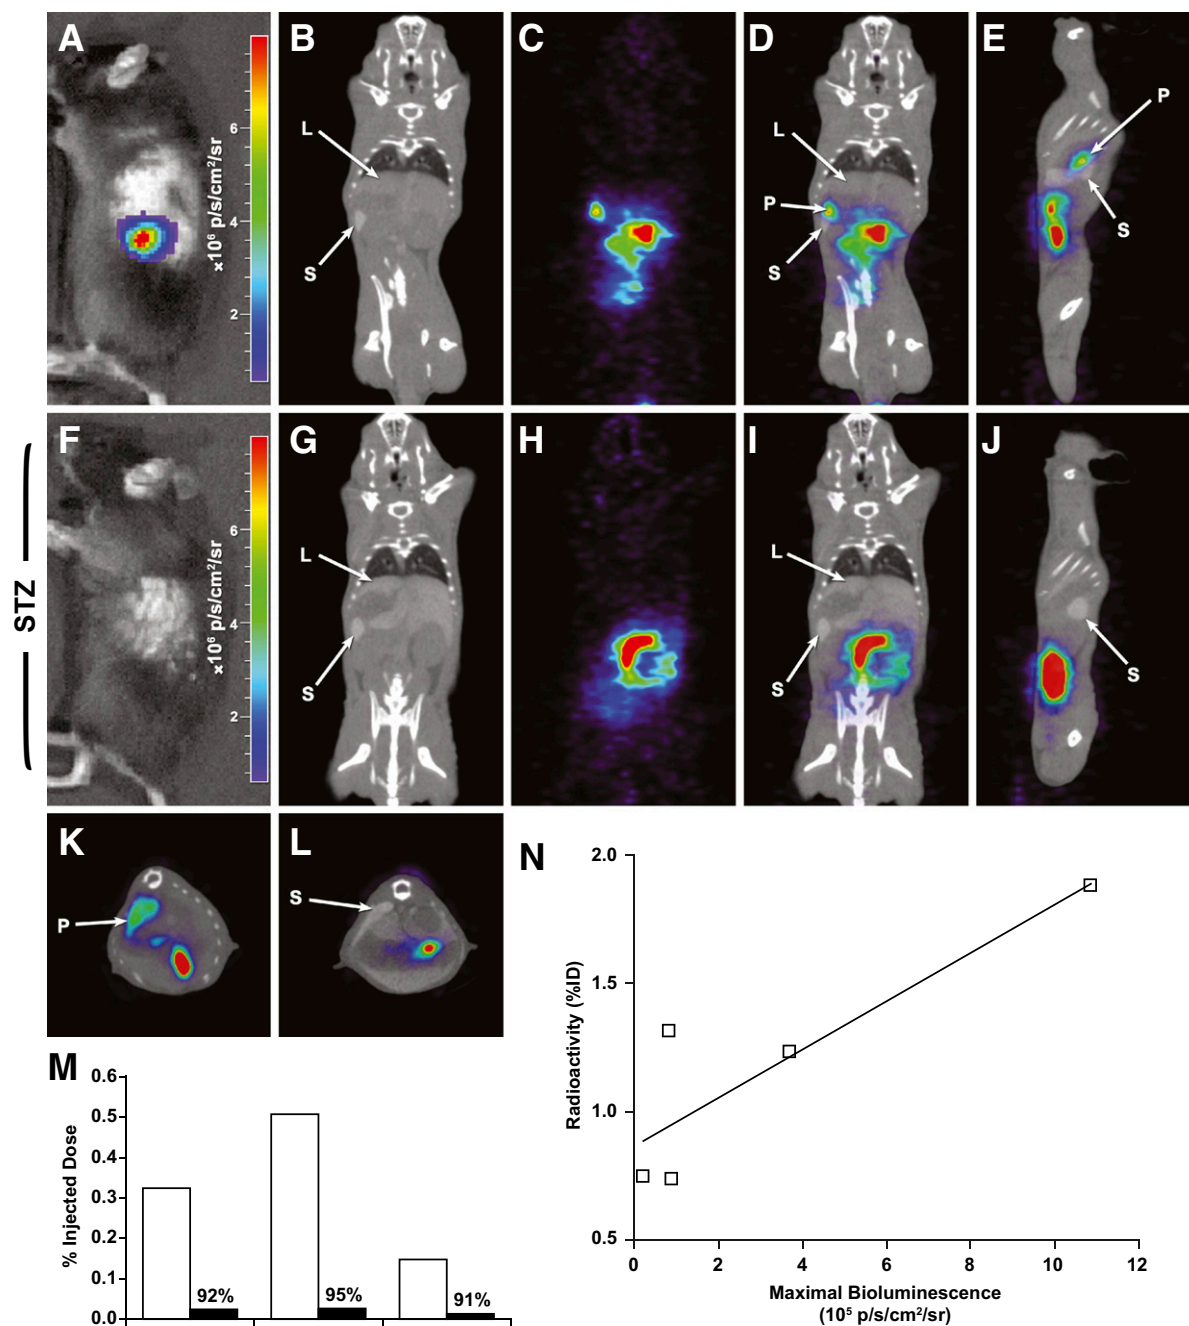 A
×10⁶ p/s/cm²/sr
6
4
2
B
L
S
C
D
L
P
S
E
P
S
STZ
F
×10⁶ p/s/cm²/sr
6
4
2
G
L
S
H
I
L
S
J
S
K
P
L
S
M
% Injected Dose
0.6
0.5
0.4
0.3
0.2
0.1
0.0
92%
95%
91%
N
Radioactivity (%ID)
2.0
1.5
1.0
0.5
0 2 4 6 8 10 12
Maximal Bioluminescence
(10⁵ p/s/cm²/sr)